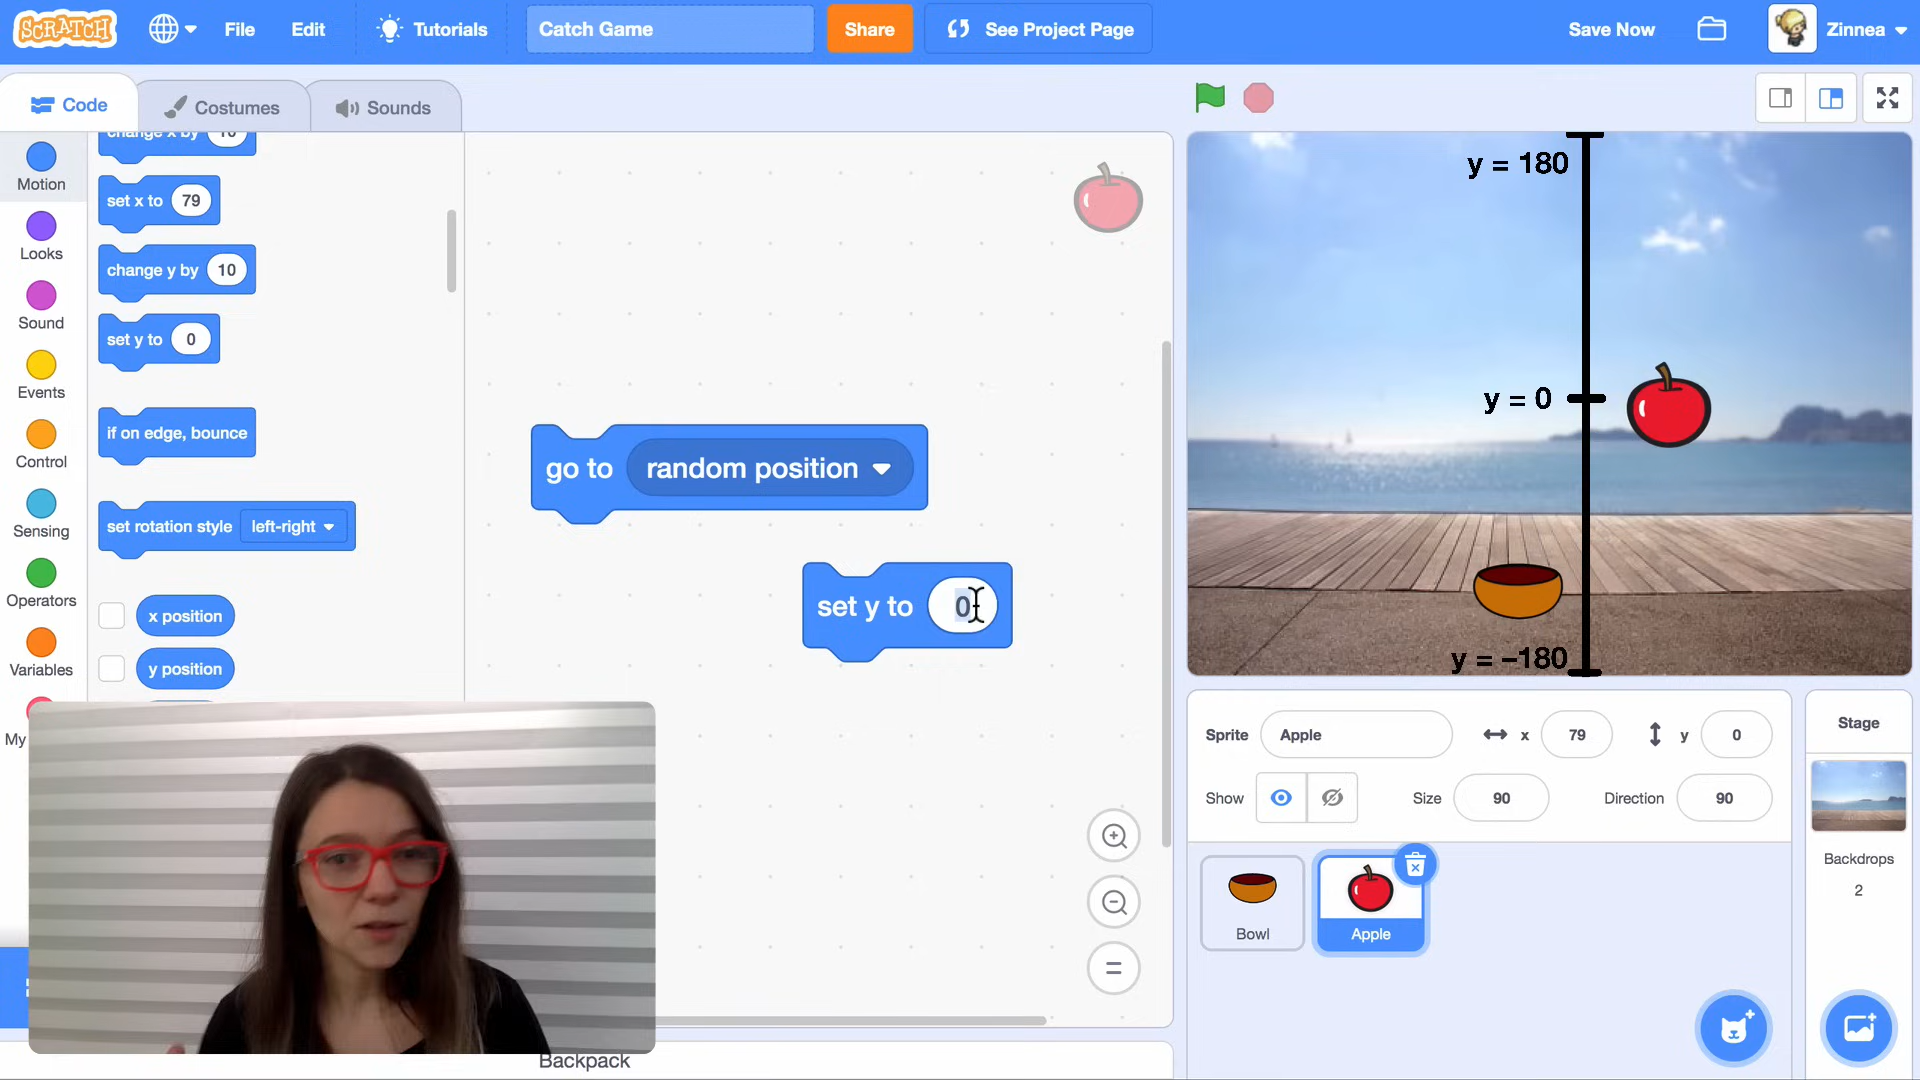 SCRATCH
File
Edit
Tutorials
Catch Game
Share
See Project Page
Save Now
Zinnea
Code
Costumes
Sounds
Motion
Looks
Sound
Events
Control
Sensing
Operators
Variables
My
change x by 10
set x to 79
change y by 10
set y to 0
if on edge, bounce
set rotation style left-right
x position
y position
go to random position
set y to 0
y = 180
y = 0
y = −180
Sprite Apple x 79 y 0
Show Size 90 Direction 90
Bowl
Apple
Stage
Backdrops
2
Backpack